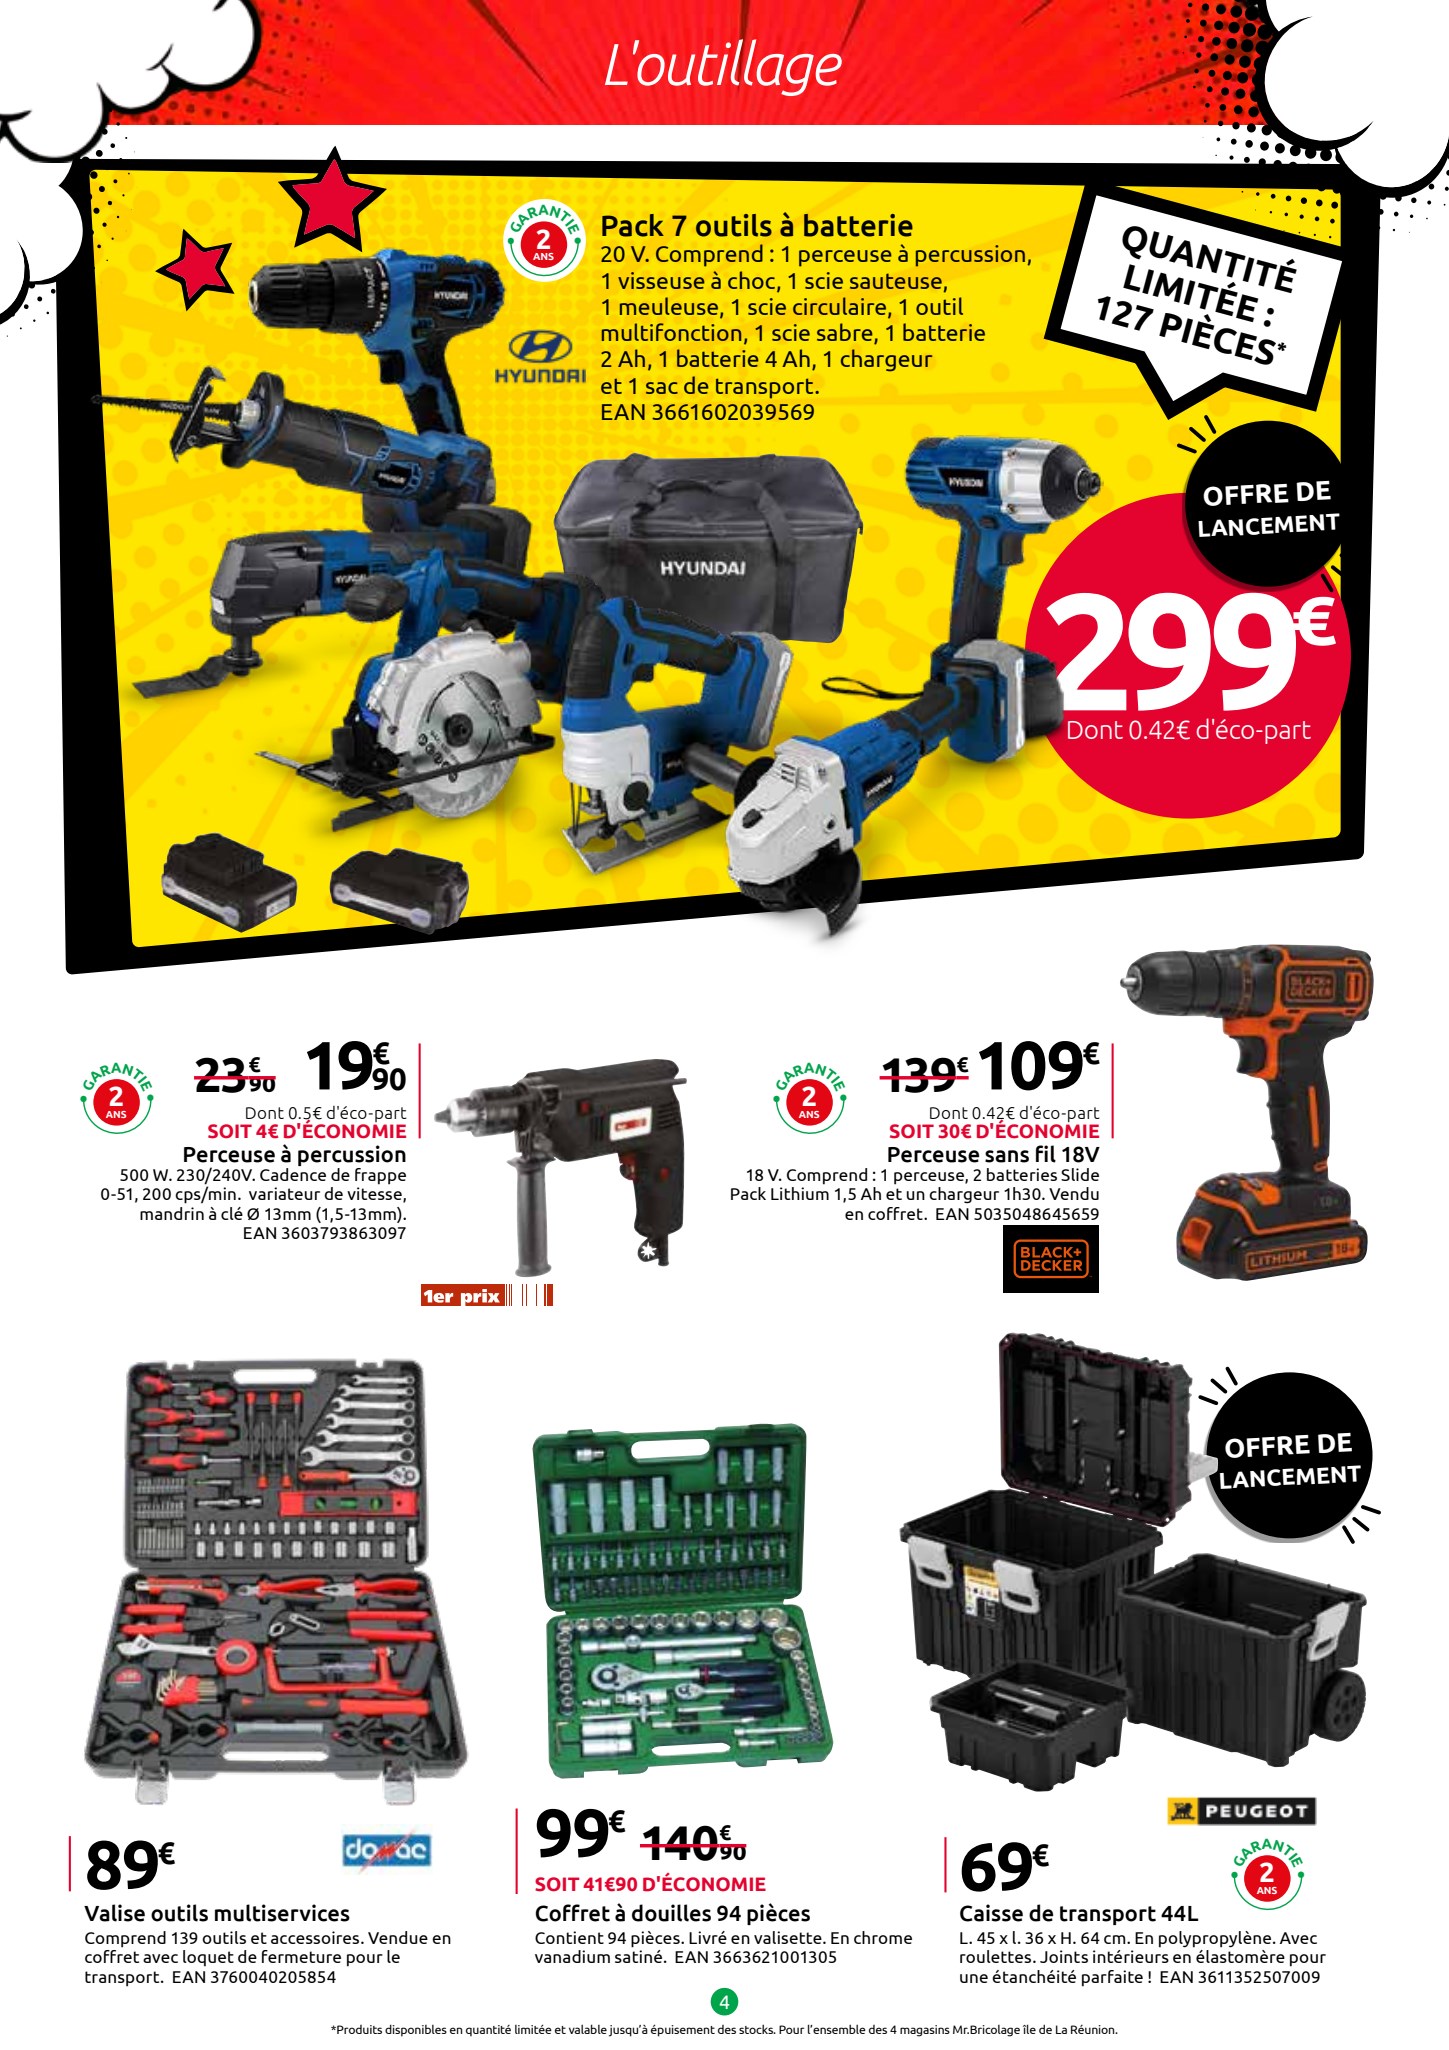 L'outillage
GARANTIE
2
ANS
Pack 7 outils à batterie
20 V. Comprend : 1 perceuse à percussion,
1 visseuse à choc, 1 scie sauteuse,
1 meuleuse, 1 scie circulaire, 1 outil
multifonction, 1 scie sabre, 1 batterie
2 Ah, 1 batterie 4 Ah, 1 chargeur
et 1 sac de transport.
EAN 3661602039569
HYUNDAI
QUANTITÉ
LIMITÉE :
127 PIÈCES*
OFFRE DE
LANCEMENT
299€
Dont 0.42€ d'éco-part
HYUNDAI
HYUNDAI
HYUNDAI
HYUNDAI
GARANTIE
2
ANS
23€90 19€90
Dont 0.5€ d'éco-part
SOIT 4€ D'ÉCONOMIE
Perceuse à percussion
500 W. 230/240V. Cadence de frappe
0-51, 200 cps/min. variateur de vitesse,
mandrin à clé Ø 13mm (1,5-13mm).
EAN 3603793863097
1er prix
GARANTIE
2
ANS
139€ 109€
Dont 0.42€ d'éco-part
SOIT 30€ D'ÉCONOMIE
Perceuse sans fil 18V
18 V. Comprend : 1 perceuse, 2 batteries Slide
Pack Lithium 1,5 Ah et un chargeur 1h30. Vendu
en coffret. EAN 5035048645659
BLACK+
DECKER
BLACK+
DECKER
LITHIUM
OFFRE DE
LANCEMENT
89€
domac
Valise outils multiservices
Comprend 139 outils et accessoires. Vendue en
coffret avec loquet de fermeture pour le
transport. EAN 3760040205854
99€ 140€90
SOIT 41€90 D'ÉCONOMIE
Coffret à douilles 94 pièces
Contient 94 pièces. Livré en valisette. En chrome
vanadium satiné. EAN 3663621001305
PEUGEOT
69€
GARANTIE
2
ANS
Caisse de transport 44L
L. 45 x l. 36 x H. 64 cm. En polypropylène. Avec
roulettes. Joints intérieurs en élastomère pour
une étanchéité parfaite ! EAN 3611352507009
4
*Produits disponibles en quantité limitée et valable jusqu'à épuisement des stocks. Pour l'ensemble des 4 magasins Mr.Bricolage île de La Réunion.